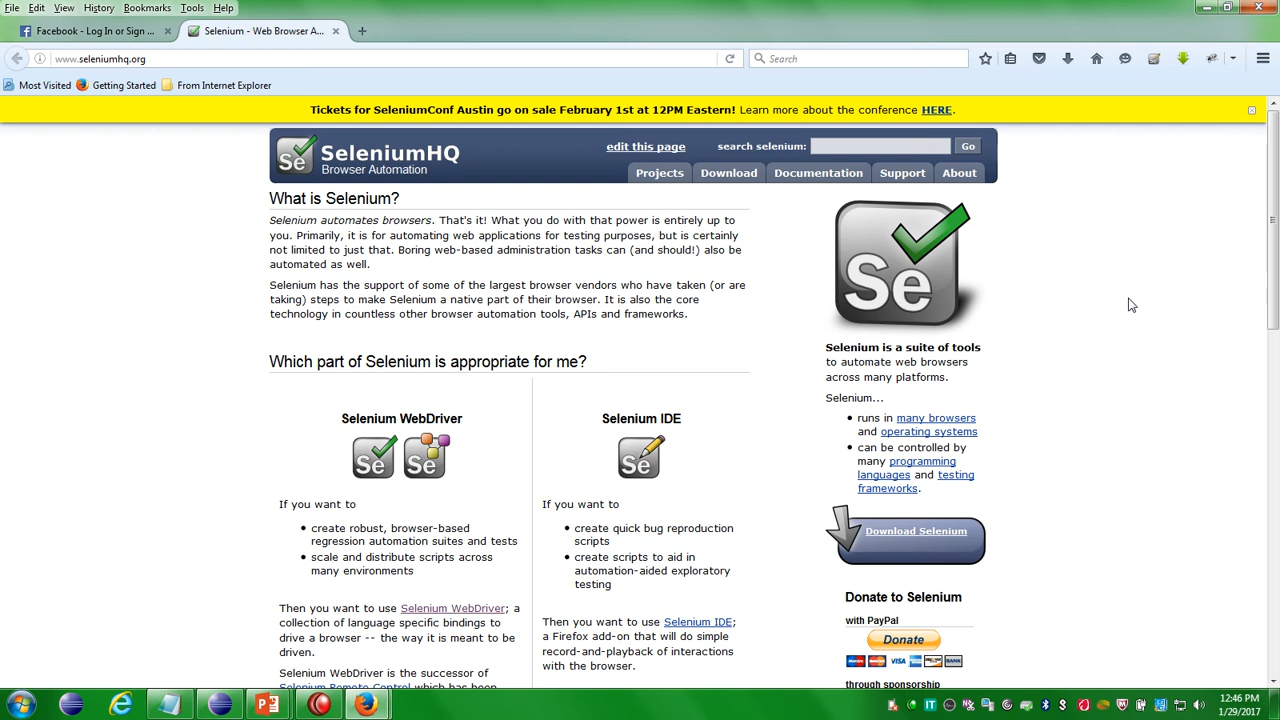 File Edit View History Bookmarks Tools Help
Facebook - Log In or Sign ... Selenium - Web Browser A...
www.seleniumhq.org Search
Most Visited Getting Started From Internet Explorer
Tickets for SeleniumConf Austin go on sale February 1st at 12PM Eastern! Learn more about the conference HERE.
SeleniumHQ
Browser Automation
edit this page search selenium: Go
Projects Download Documentation Support About
What is Selenium?
Selenium automates browsers. That's it! What you do with that power is entirely up to
you. Primarily, it is for automating web applications for testing purposes, but is certainly
not limited to just that. Boring web-based administration tasks can (and should!) also be
automated as well.
Selenium has the support of some of the largest browser vendors who have taken (or are
taking) steps to make Selenium a native part of their browser. It is also the core
technology in countless other browser automation tools, APIs and frameworks.
Which part of Selenium is appropriate for me?
Selenium WebDriver
Se Se
If you want to
create robust, browser-based
regression automation suites and tests
scale and distribute scripts across
many environments
Then you want to use Selenium WebDriver; a
collection of language specific bindings to
drive a browser -- the way it is meant to be
driven.
Selenium WebDriver is the successor of
Selenium Remote Control which has been
Selenium IDE
Se
If you want to
create quick bug reproduction
scripts
create scripts to aid in
automation-aided exploratory
testing
Then you want to use Selenium IDE;
a Firefox add-on that will do simple
record-and-playback of interactions
with the browser.
Se
Selenium is a suite of tools
to automate web browsers
across many platforms.
Selenium...
runs in many browsers
and operating systems
can be controlled by
many programming
languages and testing
frameworks.
Download Selenium
Donate to Selenium
with PayPal
Donate
VISA BANK
through sponsorship
12:46 PM
1/29/2017